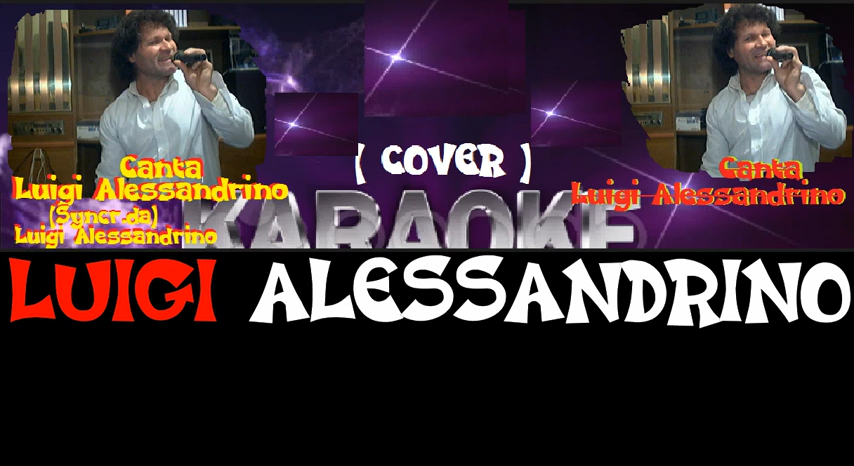 ( COVER )
Canta
Luigi Alessandrino
(Syncr.da)
Luigi Alessandrino
Canta
Luigi Alessandrino
KARAOKE
LUIGI ALESSANDRINO